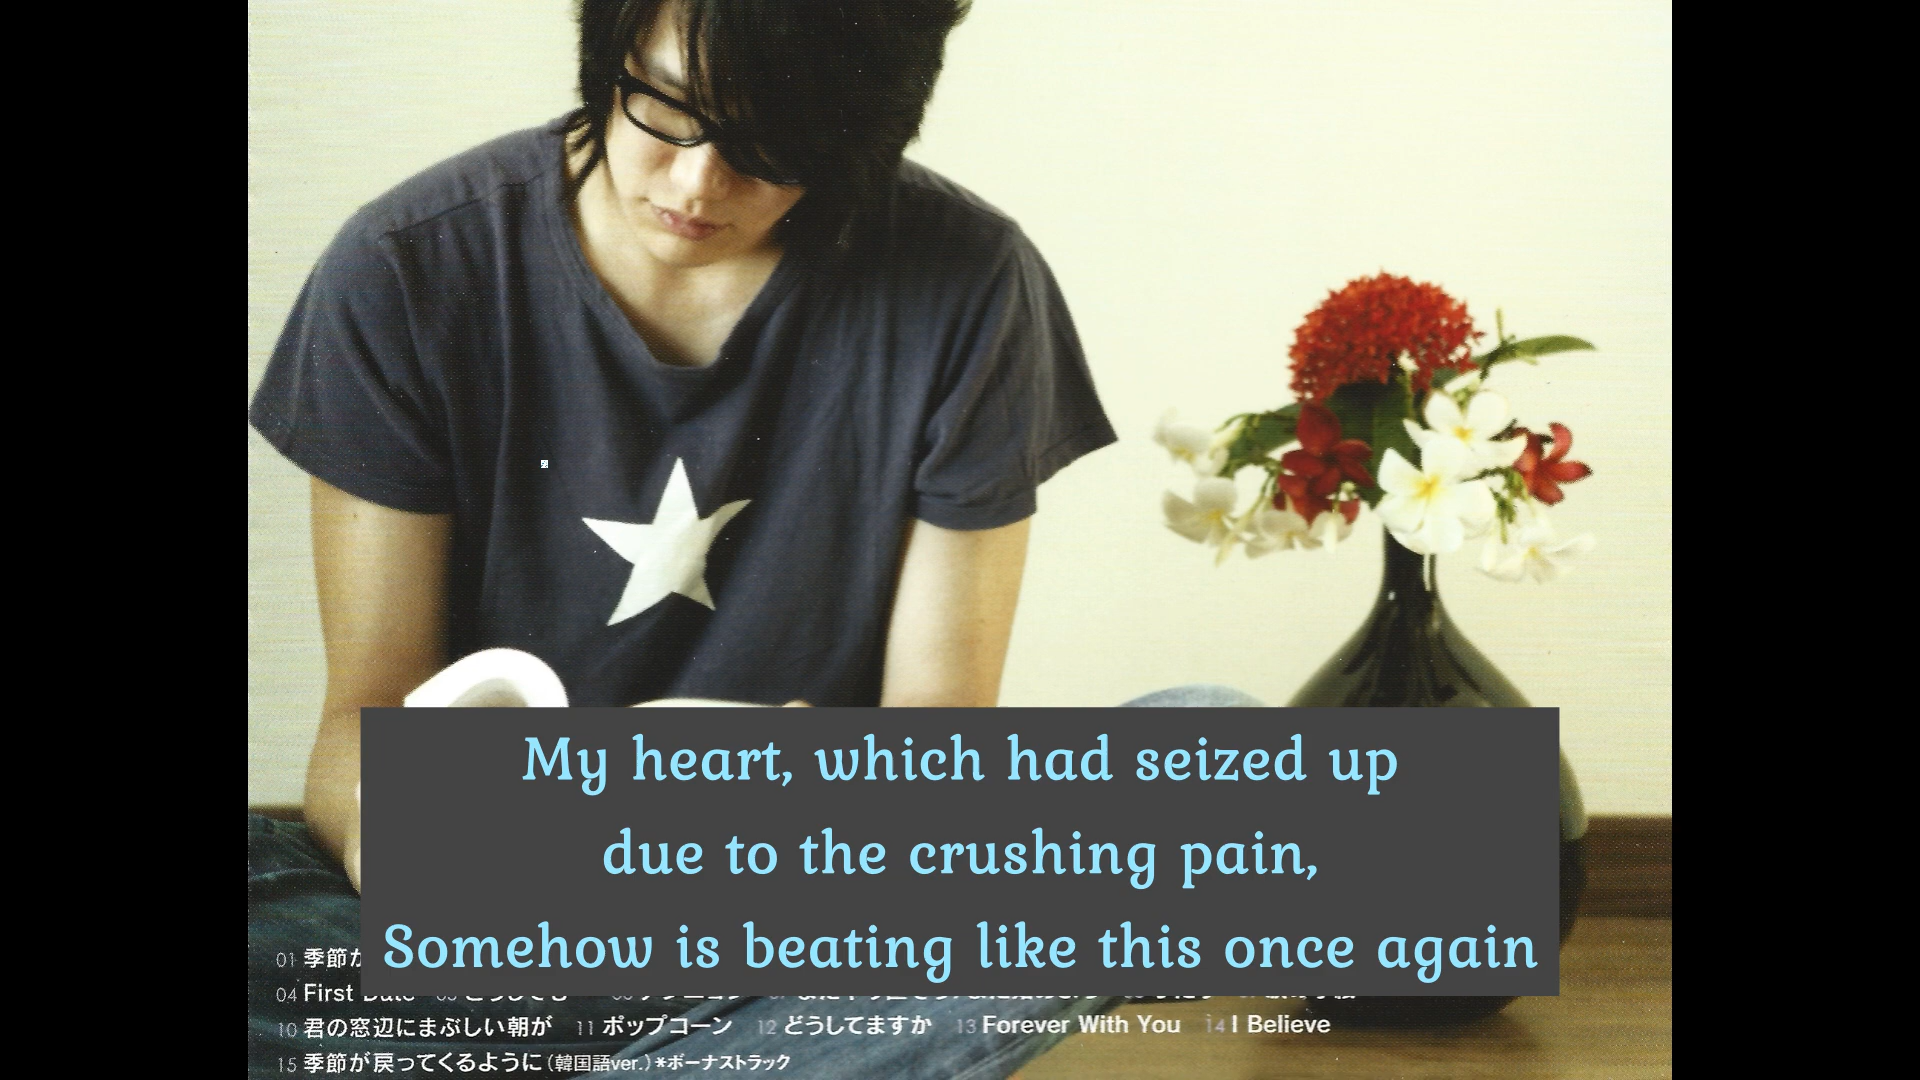 My heart, which had seized up
due to the crushing pain,
Somehow is beating like this once again
01 季節が
04 First Date
10 君の窓辺にまぶしい朝が 11 ポップコーン 12 どうしてますか 13 Forever With You 14 I Believe
15 季節が戻ってくるように(韓国語ver.)*ボーナストラック